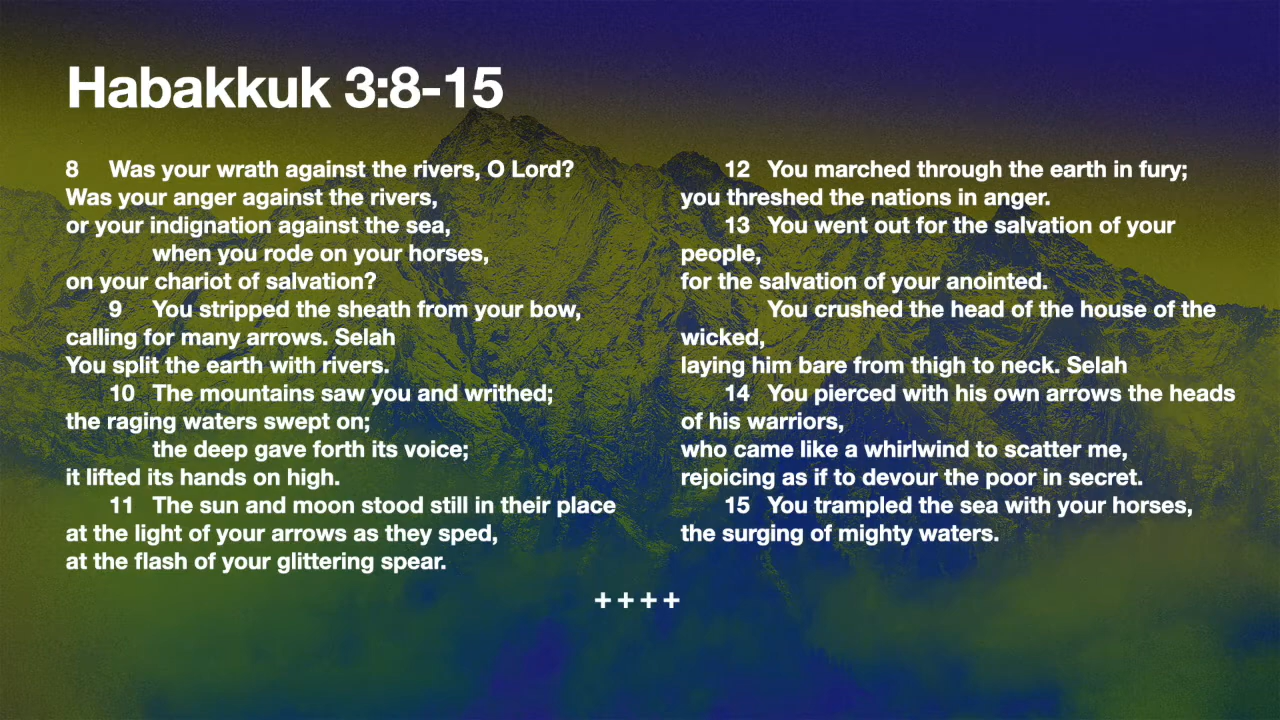 Habakkuk 3:8-15
8 Was your wrath against the rivers, O Lord?
Was your anger against the rivers,
or your indignation against the sea,
when you rode on your horses,
on your chariot of salvation?
9 You stripped the sheath from your bow,
calling for many arrows. Selah
You split the earth with rivers.
10 The mountains saw you and writhed;
the raging waters swept on;
the deep gave forth its voice;
it lifted its hands on high.
11 The sun and moon stood still in their place
at the light of your arrows as they sped,
at the flash of your glittering spear.
12 You marched through the earth in fury;
you threshed the nations in anger.
13 You went out for the salvation of your
people,
for the salvation of your anointed.
You crushed the head of the house of the
wicked,
laying him bare from thigh to neck. Selah
14 You pierced with his own arrows the heads
of his warriors,
who came like a whirlwind to scatter me,
rejoicing as if to devour the poor in secret.
15 You trampled the sea with your horses,
the surging of mighty waters.
++++